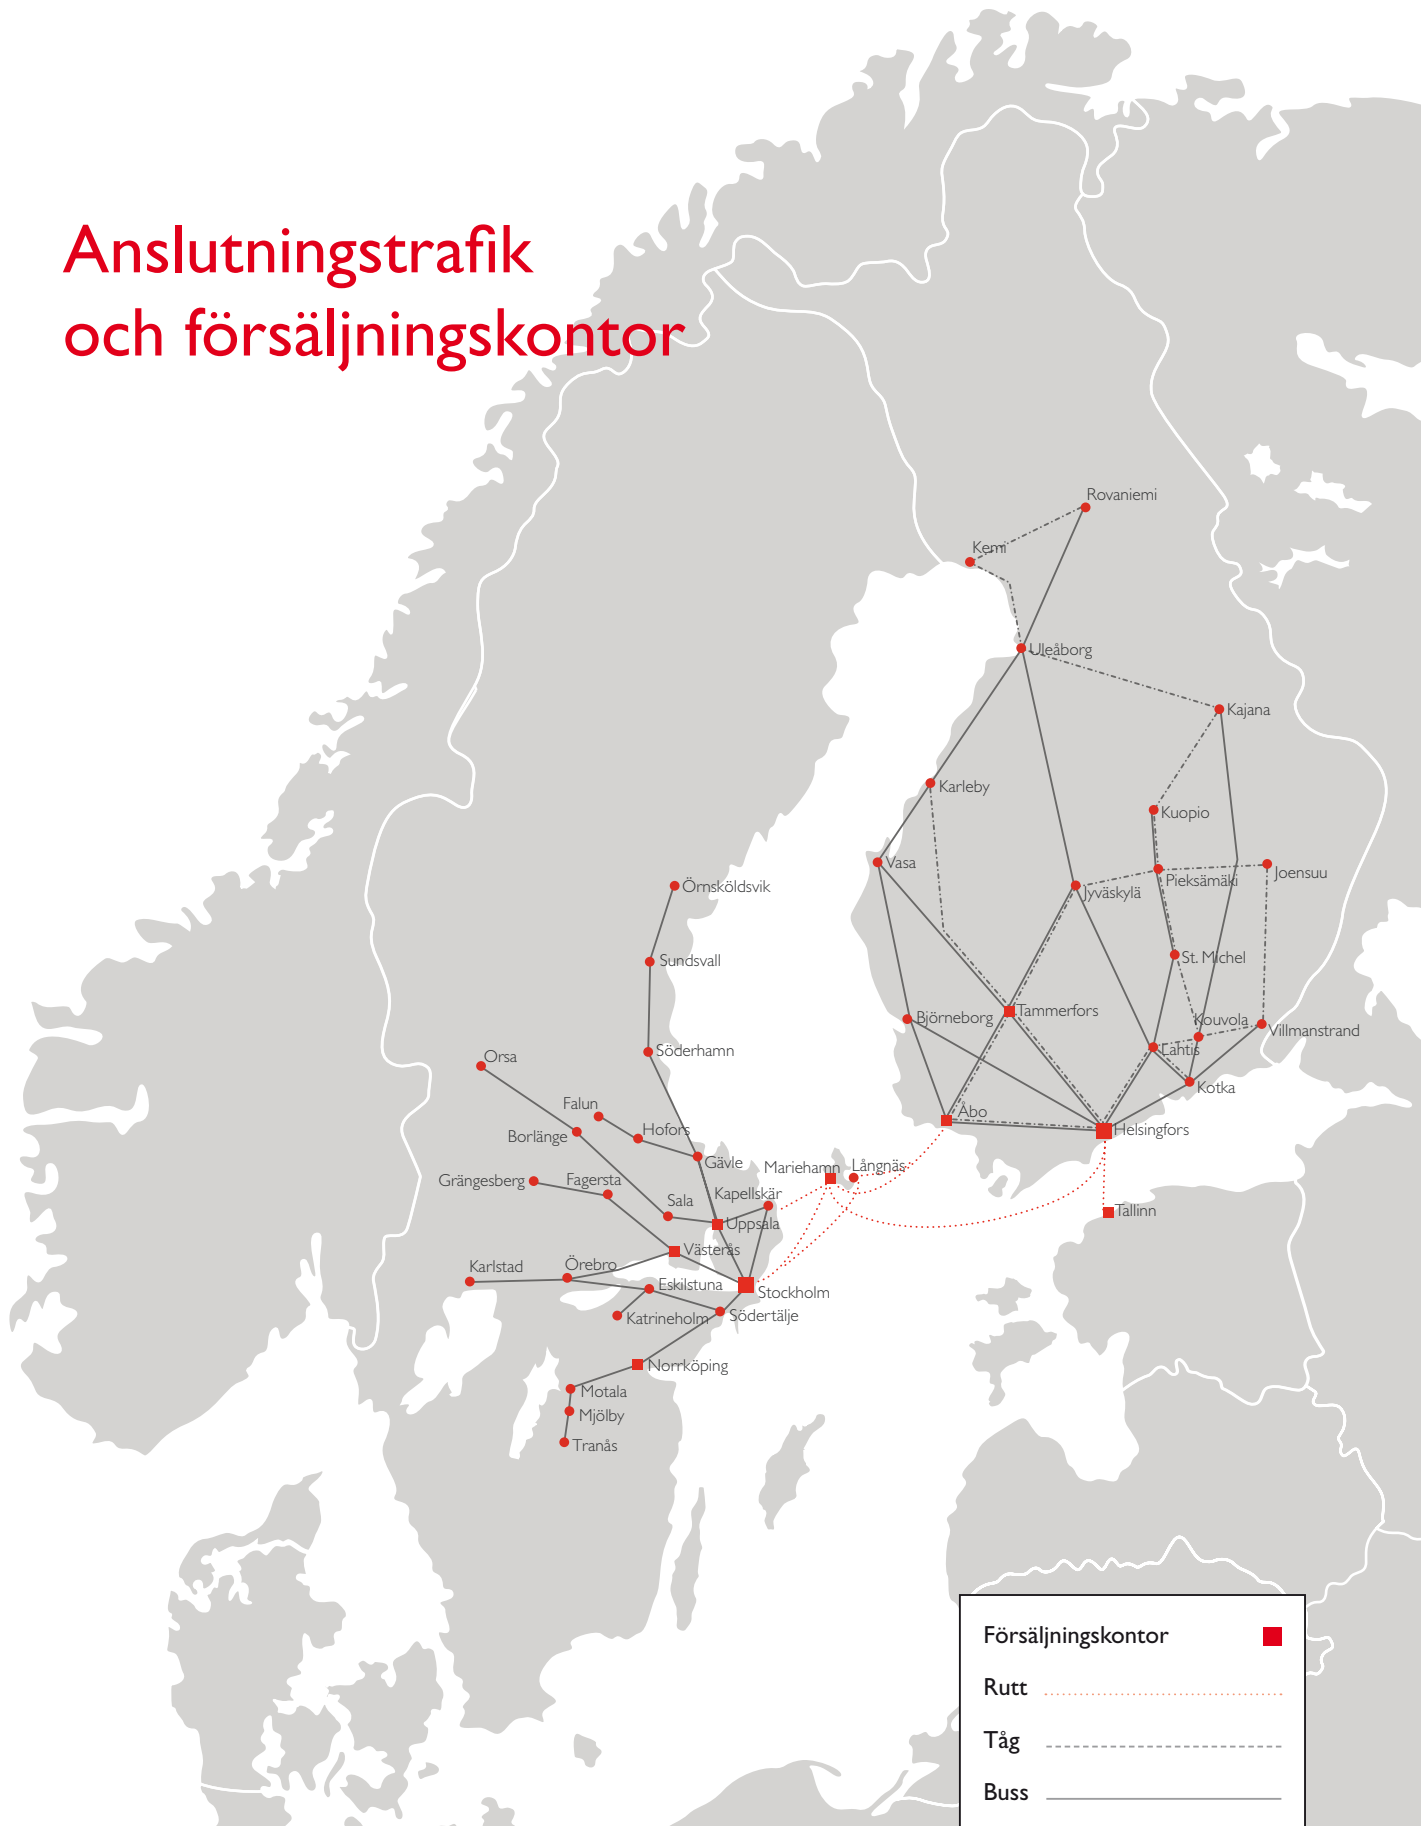 Anslutningstrafik
och försäljningskontor
Rovaniemi
Kemi
Uleåborg
Kajana
Karleby
Kuopio
Vasa
Pieksämäki
Joensuu
Jyväskylä
Örnsköldsvik
Sundsvall
St. Michel
Björneborg
Tammerfors
Kouvola
Villmanstrand
Söderhamn
Lahtis
Orsa
Kotka
Falun
Åbo
Hofors
Borlänge
Helsingfors
Gävle
Mariehamn
Långnäs
Grängesberg
Fagersta
Kapellskär
Sala
Tallinn
Uppsala
Västerås
Karlstad
Örebro
Eskilstuna
Stockholm
Katrineholm
Södertälje
Norrköping
Motala
Mjölby
Tranås
Försäljningskontor
Rutt
Tåg
Buss